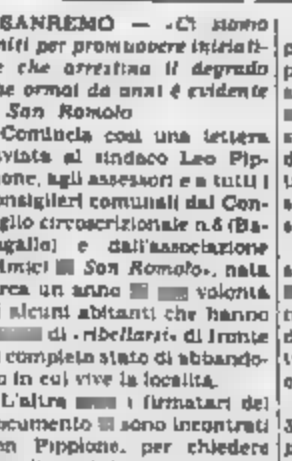 SANREMO — «Ci siamo
niti per promuovere iniziati-
e che arrestino il degrado
he ormai da anni è evidente
San Romolo
Comincia così una lettera
viata al sindaco Leo Pip-
ione, agli assessori e a tutti i
onsiglieri comunali dal Con-
glio circoscrizionale n.8 (Ba-
gallo) e dall'associazione
mici San Romolo», nata
rca un anno volontà
alcuni abitanti che hanno
di «ribellarsi» di fronte
completo stato di abbando-
o in cui vive la località.
L'altra i firmatari del
ocumento sono incontrati
on Pippione, per chiedere